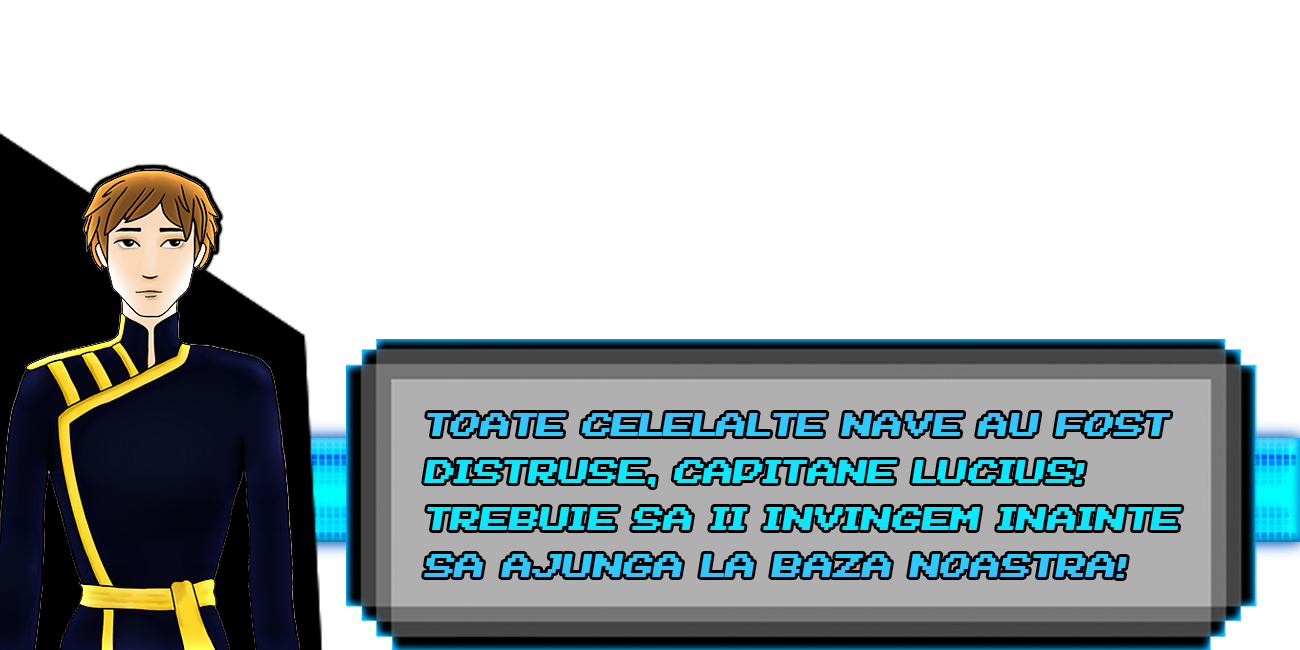 TOATE CELELALTE NAVE AU FOST
DISTRUSE, CAPITANE LUCIUS!
TREBUIE SA II INVINGEM INAINTE
SA AJUNGA LA BAZA NOASTRA!